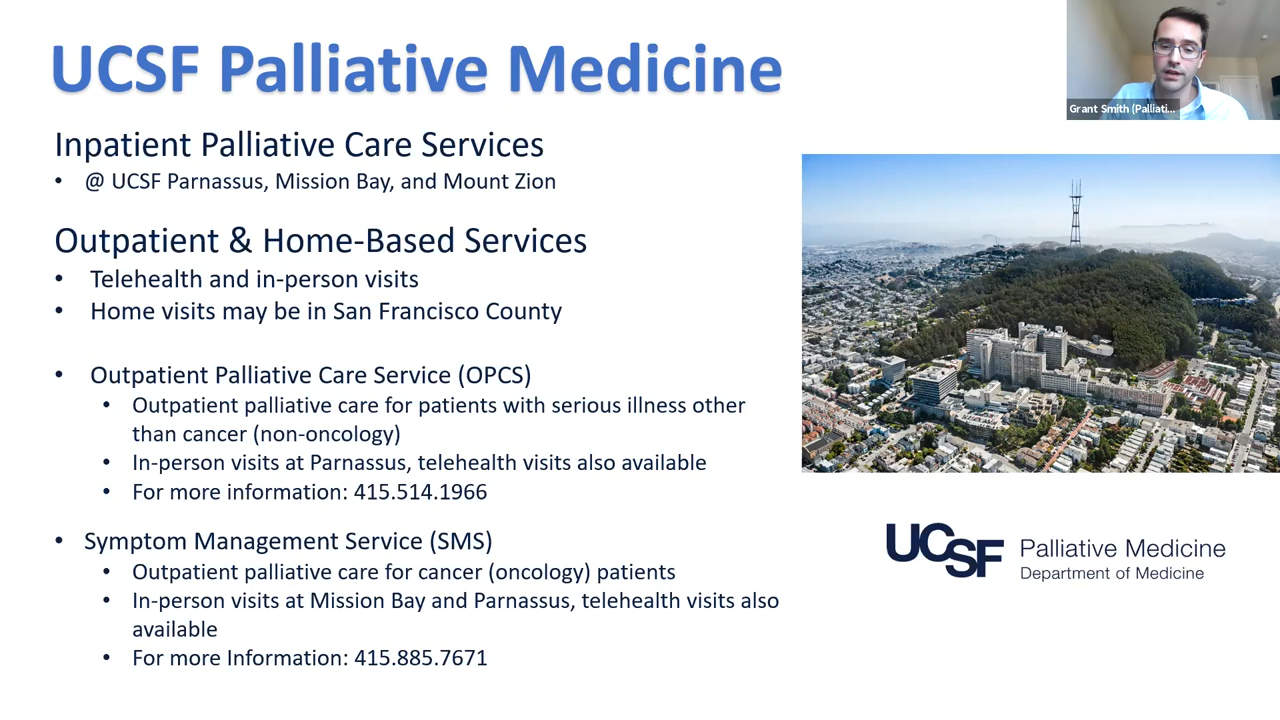 UCSF Palliative Medicine
Grant Smith (Palliati...
Inpatient Palliative Care Services
• @ UCSF Parnassus, Mission Bay, and Mount Zion
Outpatient & Home-Based Services
• Telehealth and in-person visits
• Home visits may be in San Francisco County
• Outpatient Palliative Care Service (OPCS)
• Outpatient palliative care for patients with serious illness other
than cancer (non-oncology)
• In-person visits at Parnassus, telehealth visits also available
• For more information: 415.514.1966
• Symptom Management Service (SMS)
• Outpatient palliative care for cancer (oncology) patients
• In-person visits at Mission Bay and Parnassus, telehealth visits also
available
• For more Information: 415.885.7671
UCSF
Palliative Medicine
Department of Medicine